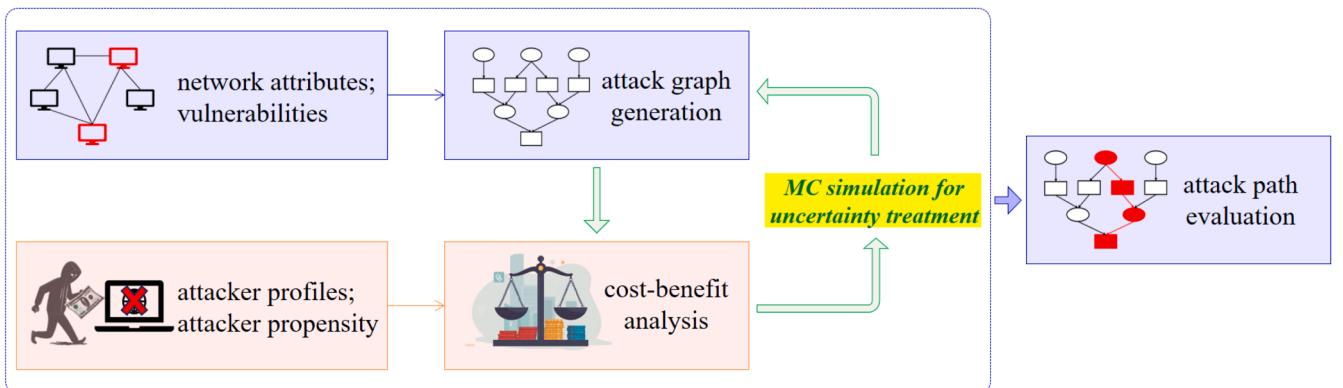 network attributes;
vulnerabilities
attack graph
generation
MC simulation for
uncertainty treatment
attack path
evaluation
attacker profiles;
attacker propensity
cost-benefit
analysis